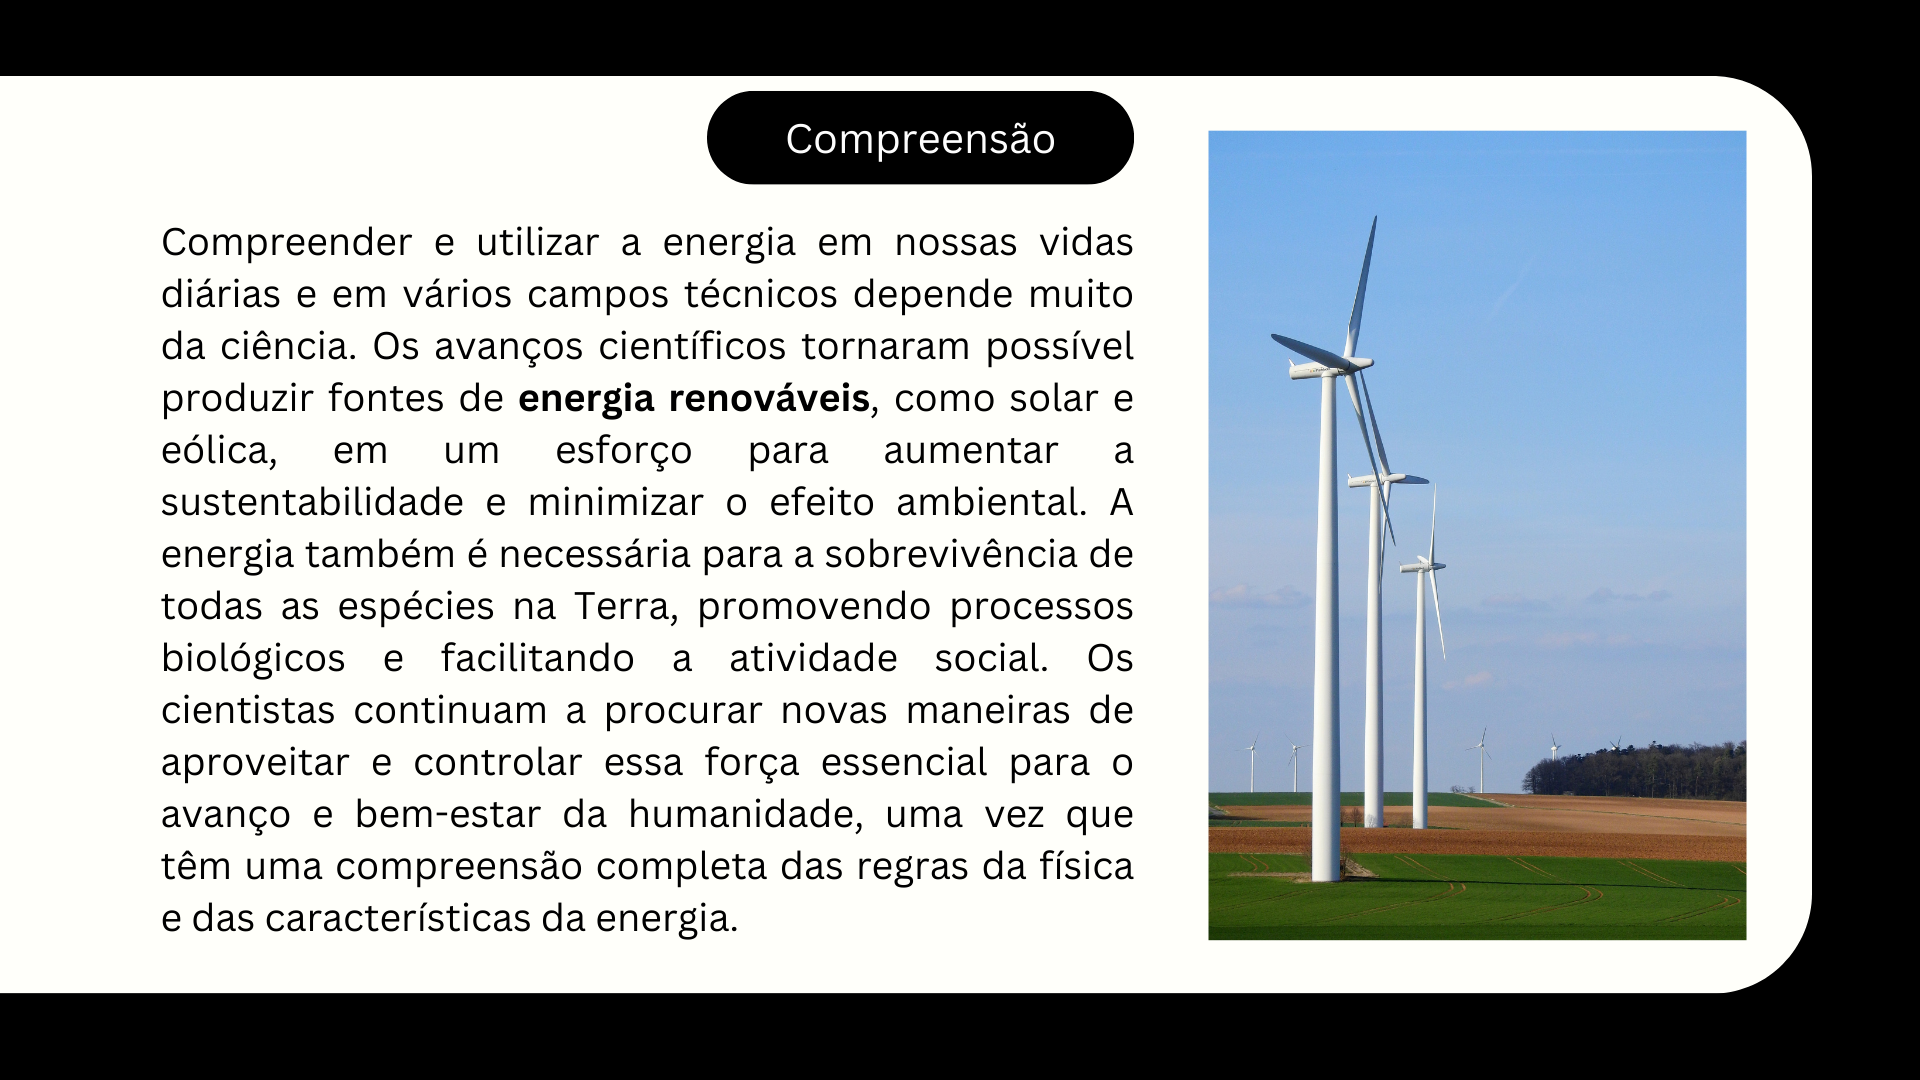 Compreensão
Compreender e utilizar a energia em nossas vidas
diárias e em vários campos técnicos depende muito
da ciência. Os avanços científicos tornaram possível
produzir fontes de energia renováveis, como solar e
eólica, em um esforço para aumentar a
sustentabilidade e minimizar o efeito ambiental. A
energia também é necessária para a sobrevivência de
todas as espécies na Terra, promovendo processos
biológicos e facilitando a atividade social. Os
cientistas continuam a procurar novas maneiras de
aproveitar e controlar essa força essencial para o
avanço e bem-estar da humanidade, uma vez que
têm uma compreensão completa das regras da física
e das características da energia.